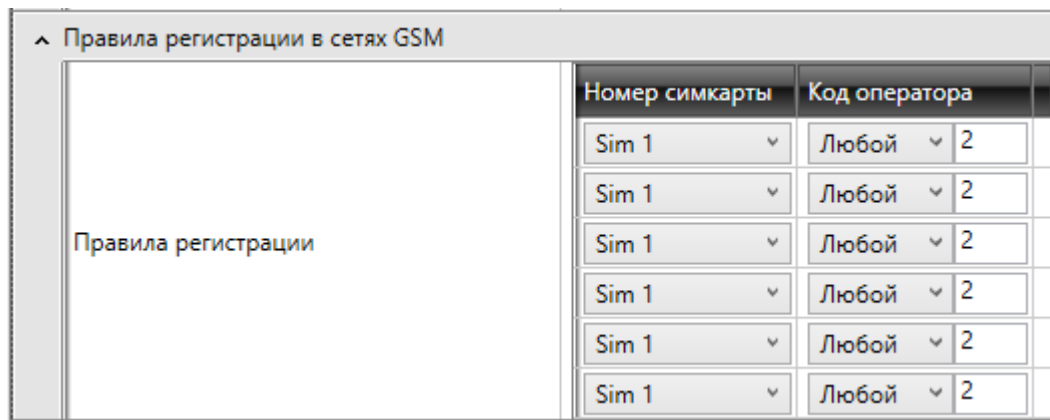 Правила регистрации в сетях GSM
Номер симкарты Код оператора
Sim 1 Любой 2
Sim 1 Любой 2
Правила регистрации Sim 1 Любой 2
Sim 1 Любой 2
Sim 1 Любой 2
Sim 1 Любой 2